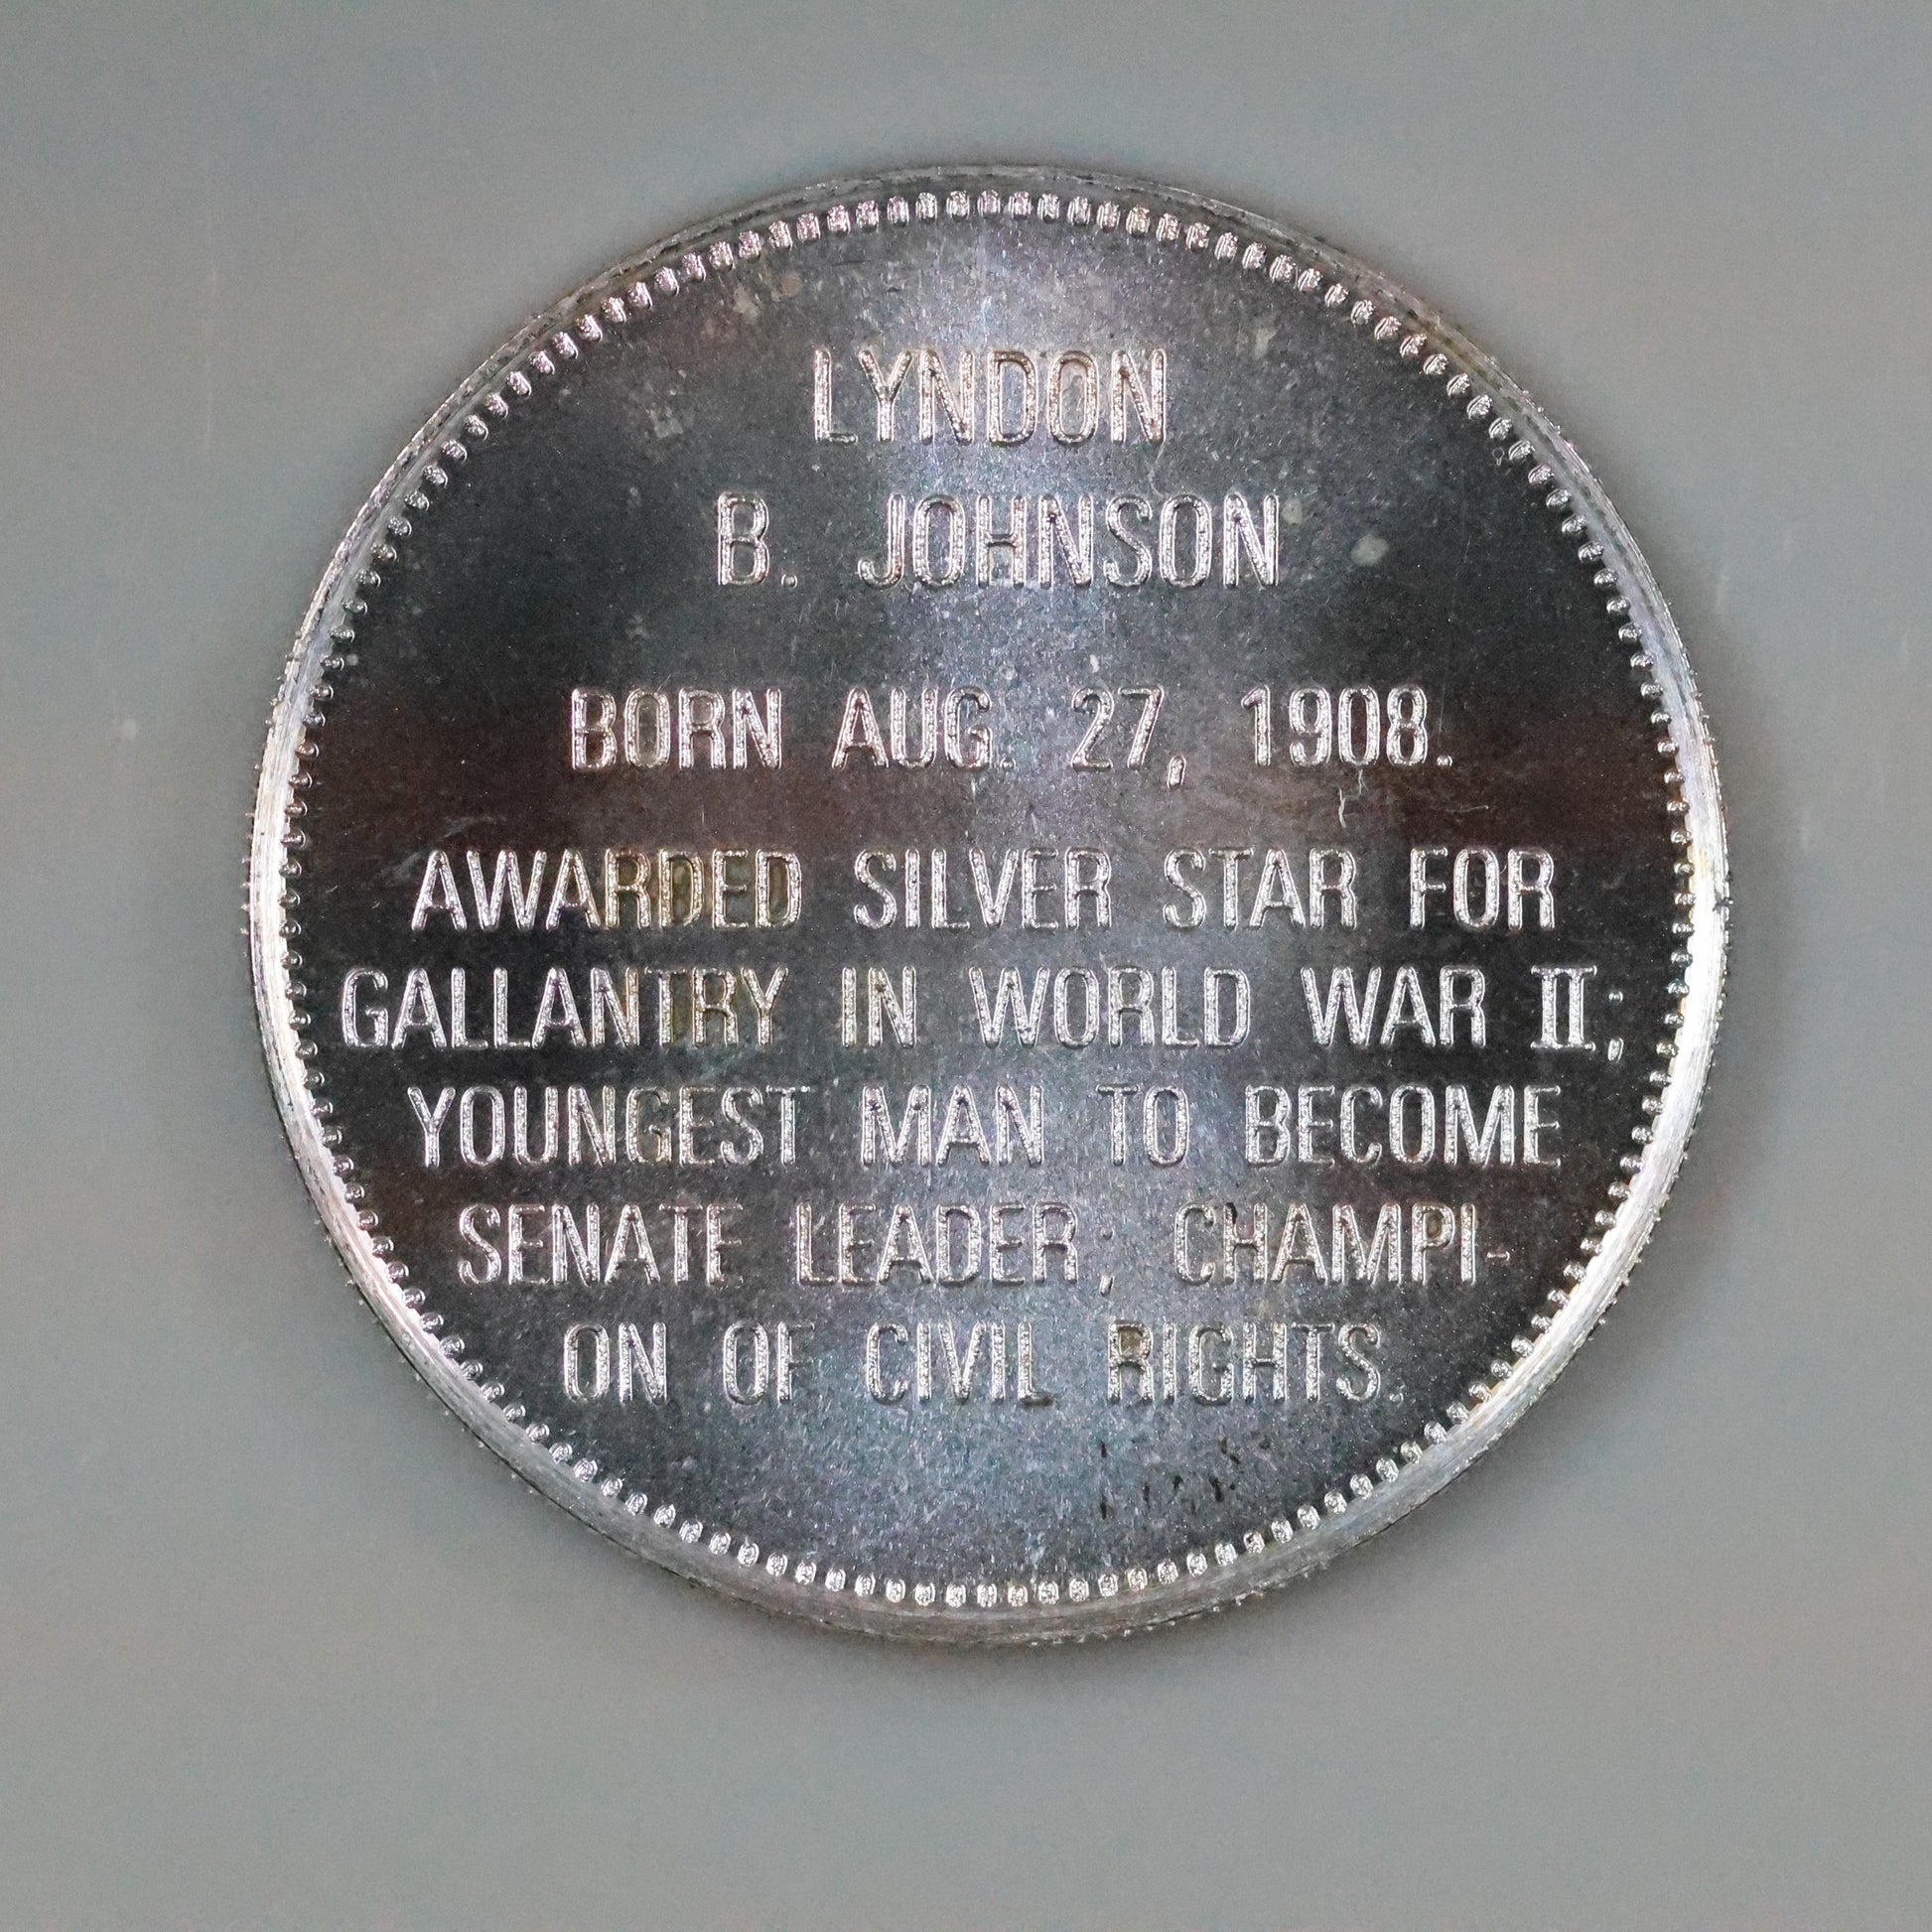 LYNDON
B. JOHNSON
BORN AUG. 27, 1908.
AWARDED SILVER STAR FOR
GALLANTRY IN WORLD WAR II;
YOUNGEST MAN TO BECOME
SENATE LEADER; CHAMPI-
ON OF CIVIL RIGHTS.